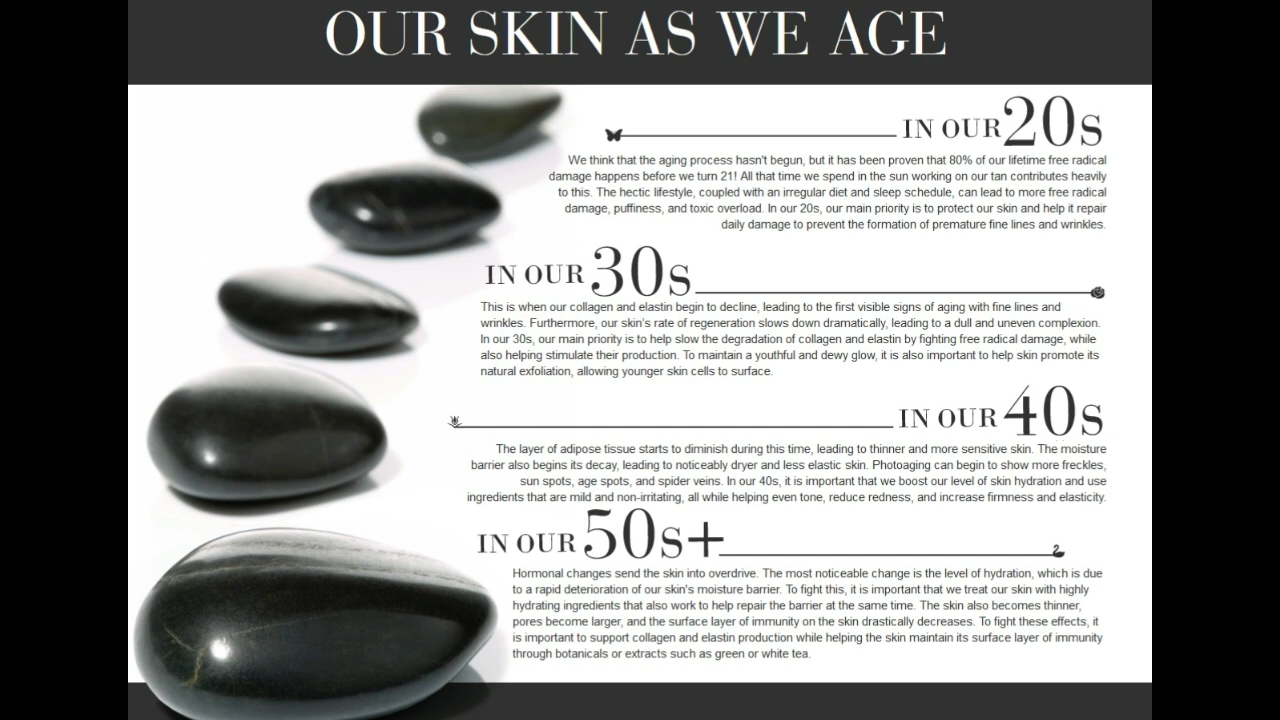 OUR SKIN AS WE AGE
IN OUR 20s
We think that the aging process hasn't begun, but it has been proven that 80% of our lifetime free radical
damage happens before we turn 21! All that time we spend in the sun working on our tan contributes heavily
to this. The hectic lifestyle, coupled with an irregular diet and sleep schedule, can lead to more free radical
damage, puffiness, and toxic overload. In our 20s, our main priority is to protect our skin and help it repair
daily damage to prevent the formation of premature fine lines and wrinkles.
IN OUR 30s
This is when our collagen and elastin begin to decline, leading to the first visible signs of aging with fine lines and
wrinkles. Furthermore, our skin's rate of regeneration slows down dramatically, leading to a dull and uneven complexion.
In our 30s, our main priority is to help slow the degradation of collagen and elastin by fighting free radical damage, while
also helping stimulate their production. To maintain a youthful and dewy glow, it is also important to help skin promote its
natural exfoliation, allowing younger skin cells to surface.
IN OUR 40s
The layer of adipose tissue starts to diminish during this time, leading to thinner and more sensitive skin. The moisture
barrier also begins its decay, leading to noticeably dryer and less elastic skin. Photoaging can begin to show more freckles,
sun spots, age spots, and spider veins. In our 40s, it is important that we boost our level of skin hydration and use
ingredients that are mild and non-irritating, all while helping even tone, reduce redness, and increase firmness and elasticity.
IN OUR 50s+
Hormonal changes send the skin into overdrive. The most noticeable change is the level of hydration, which is due
to a rapid deterioration of our skin's moisture barrier. To fight this, it is important that we treat our skin with highly
hydrating ingredients that also work to help repair the barrier at the same time. The skin also becomes thinner,
pores become larger, and the surface layer of immunity on the skin drastically decreases. To fight these effects, it
is important to support collagen and elastin production while helping the skin maintain its surface layer of immunity
through botanicals or extracts such as green or white tea.